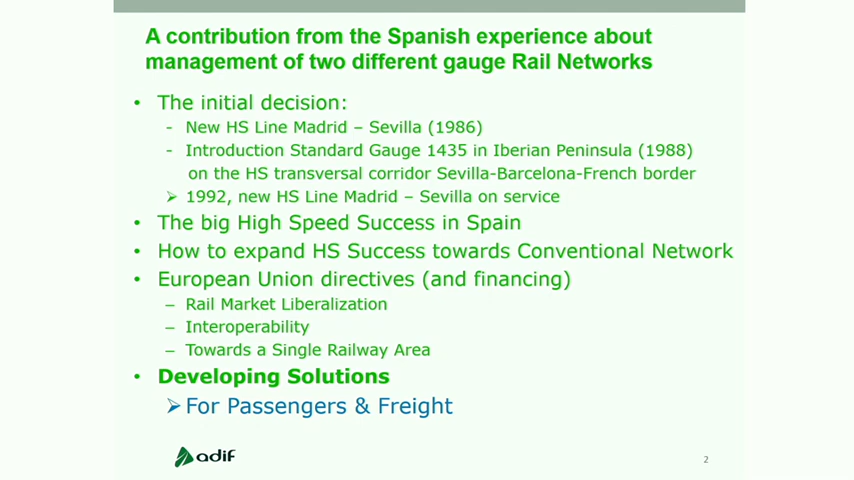 A contribution from the Spanish experience about
management of two different gauge Rail Networks
• The initial decision:
- New HS Line Madrid – Sevilla (1986)
- Introduction Standard Gauge 1435 in Iberian Peninsula (1988)
on the HS transversal corridor Sevilla-Barcelona-French border
➢ 1992, new HS Line Madrid – Sevilla on service
• The big High Speed Success in Spain
• How to expand HS Success towards Conventional Network
• European Union directives (and financing)
– Rail Market Liberalization
– Interoperability
– Towards a Single Railway Area
• Developing Solutions
➢For Passengers & Freight
adif
2